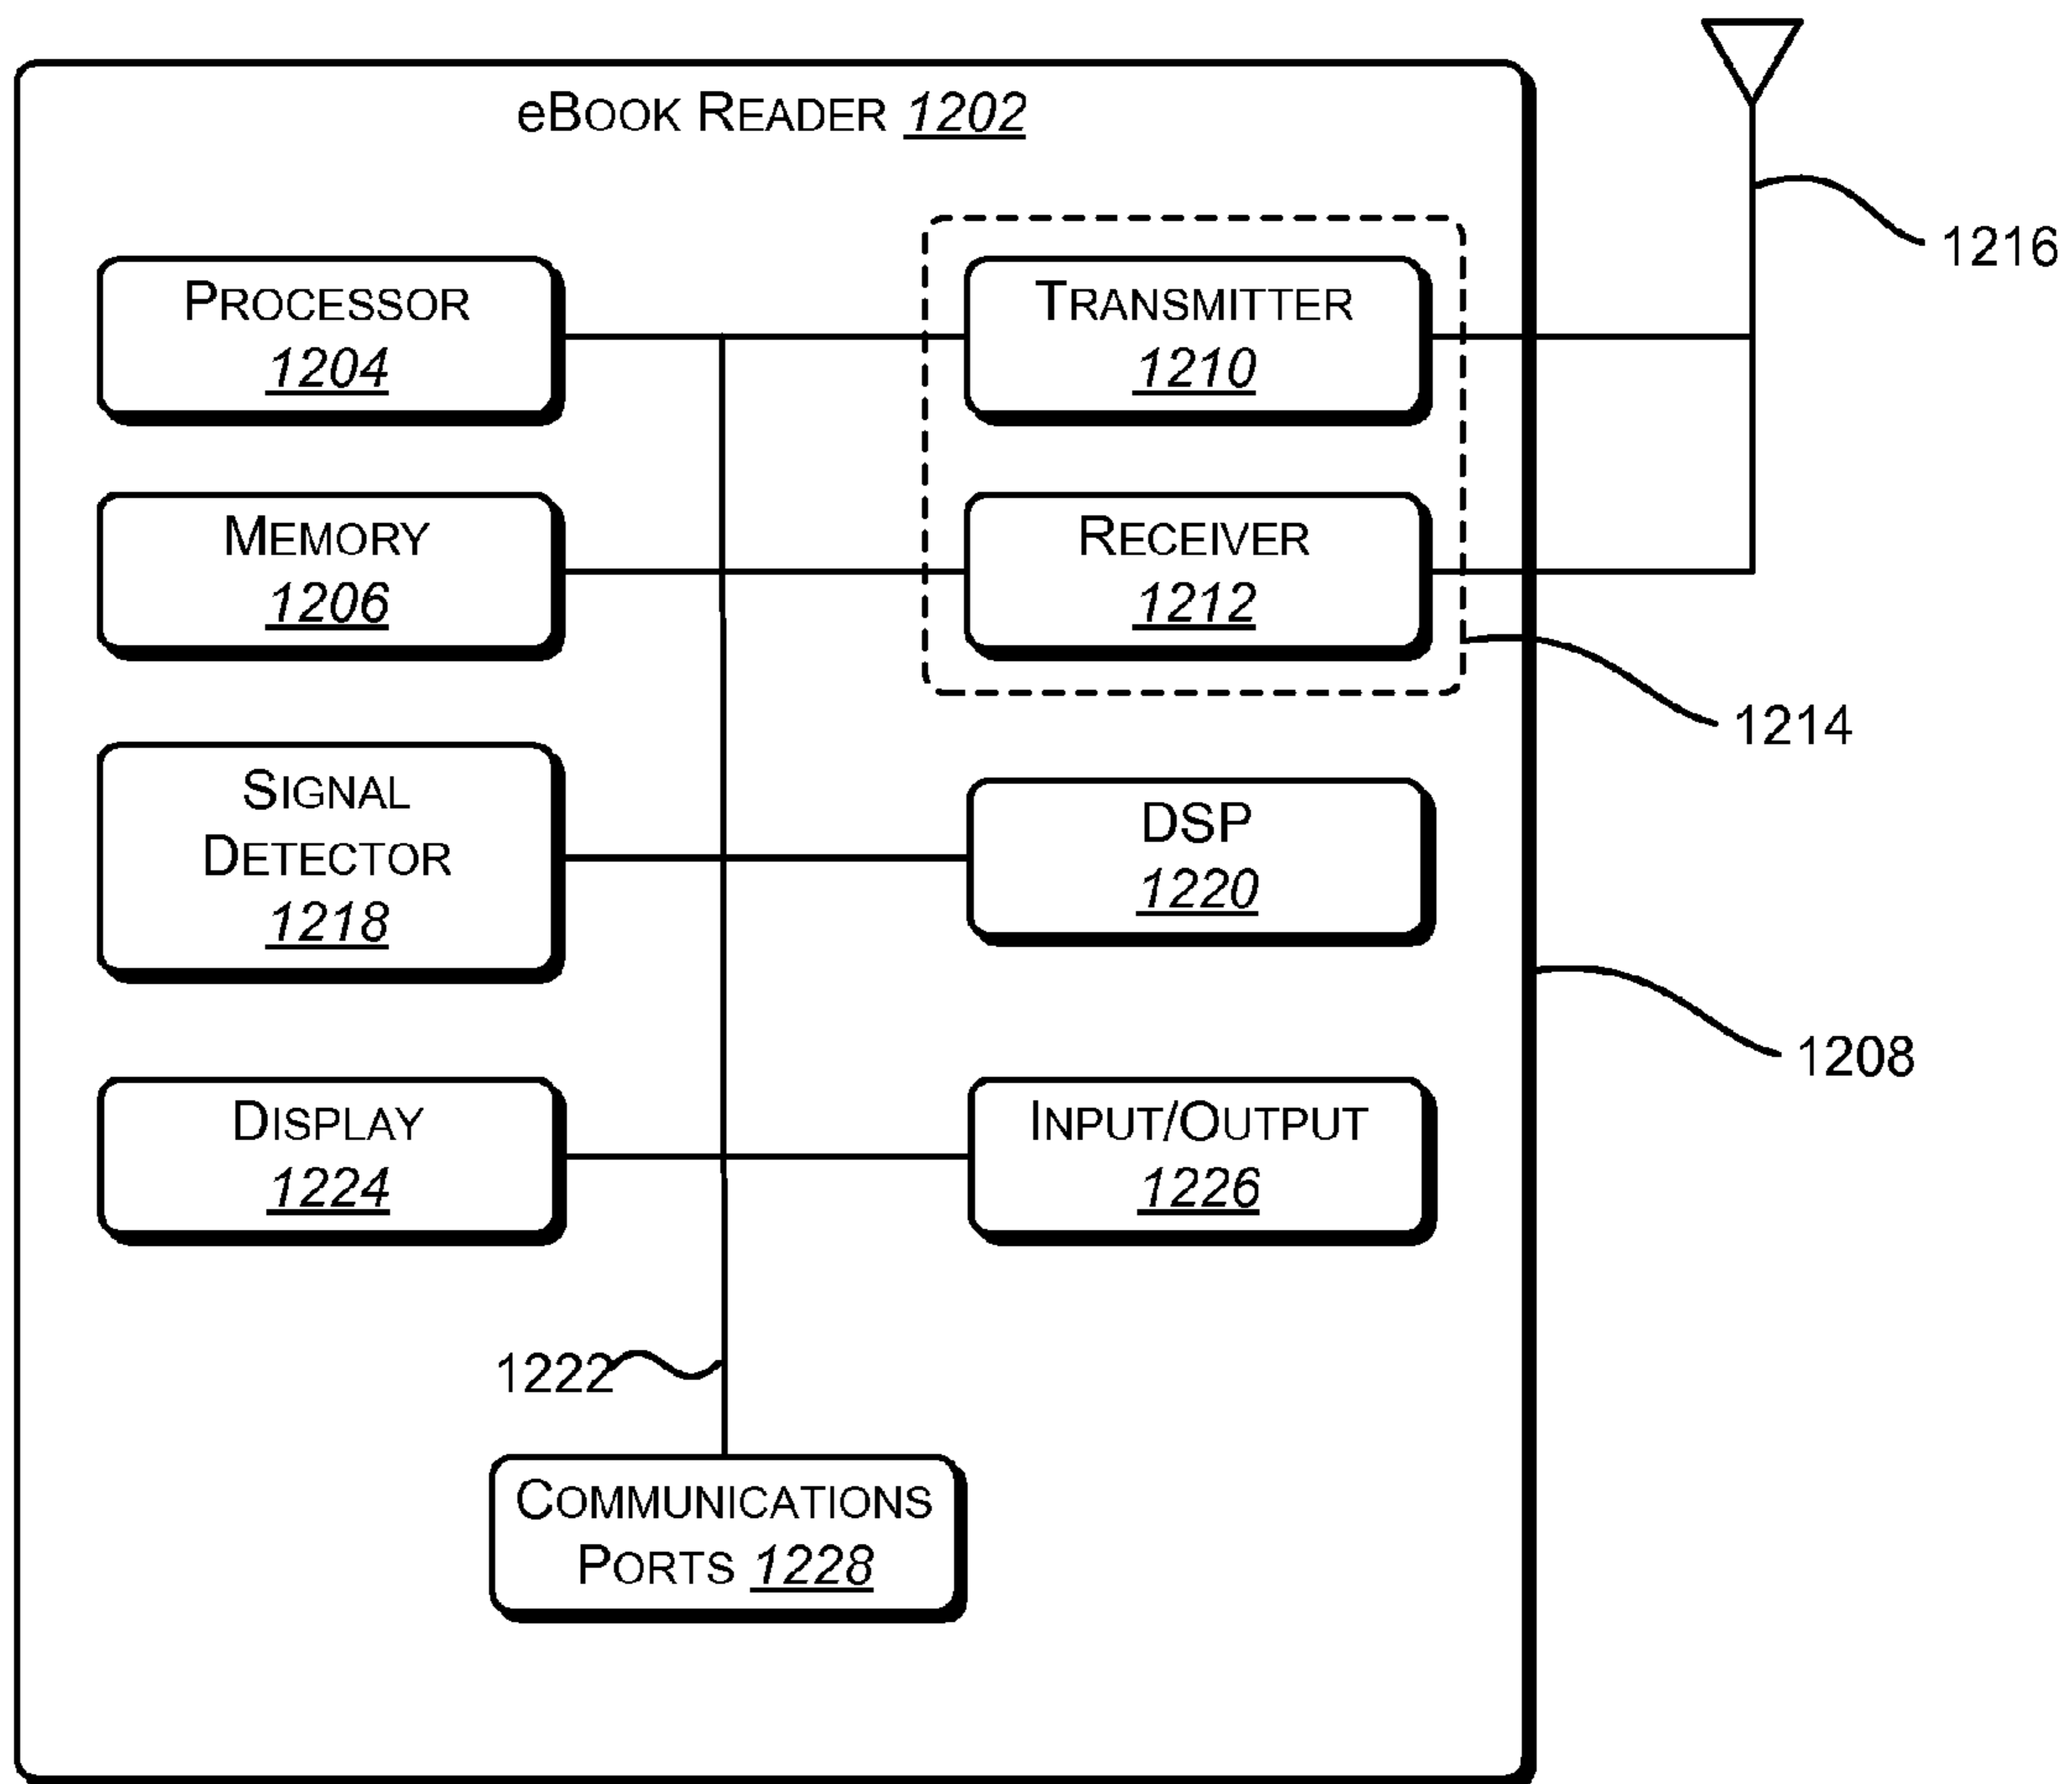 eBook Reader 1202
1216
Processor
1204
Transmitter
1210
Memory
1206
Receiver
1212
1214
Signal
Detector
1218
DSP
1220
1208
Display
1224
Input/Output
1226
1222
Communications
Ports 1228